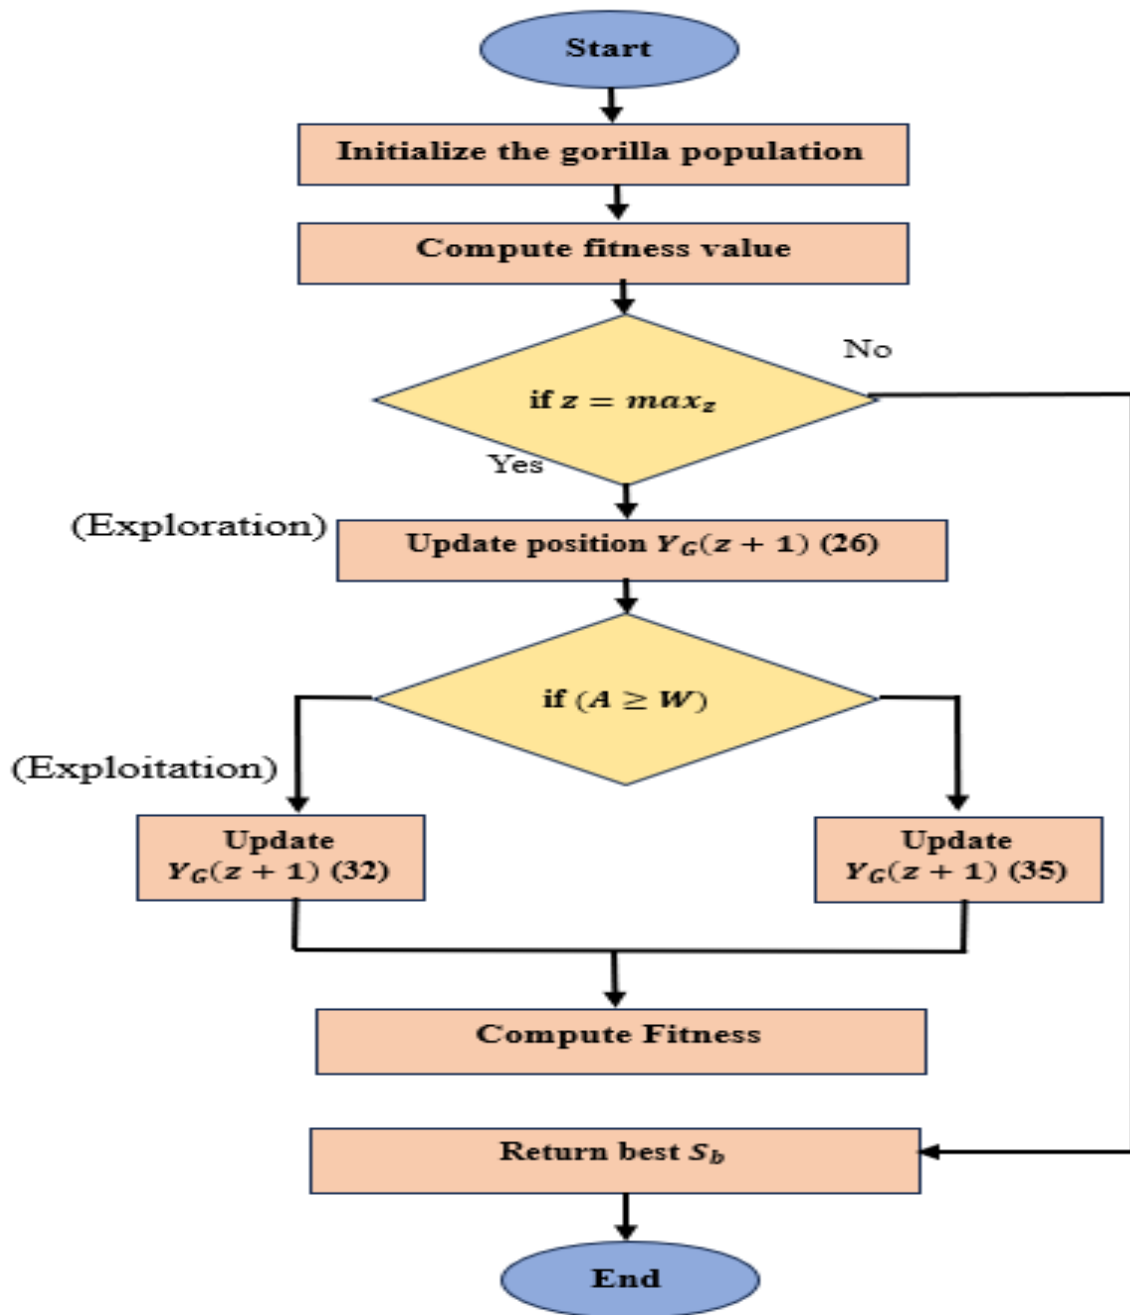 Start
Initialize the gorilla population
Compute fitness value
No
if z = max_z
Yes
(Exploration)
Update position Y_G(z + 1) (26)
if (A ≥ W)
(Exploitation)
Update
Y_G(z + 1) (32)
Update
Y_G(z + 1) (35)
Compute Fitness
Return best S_b
End